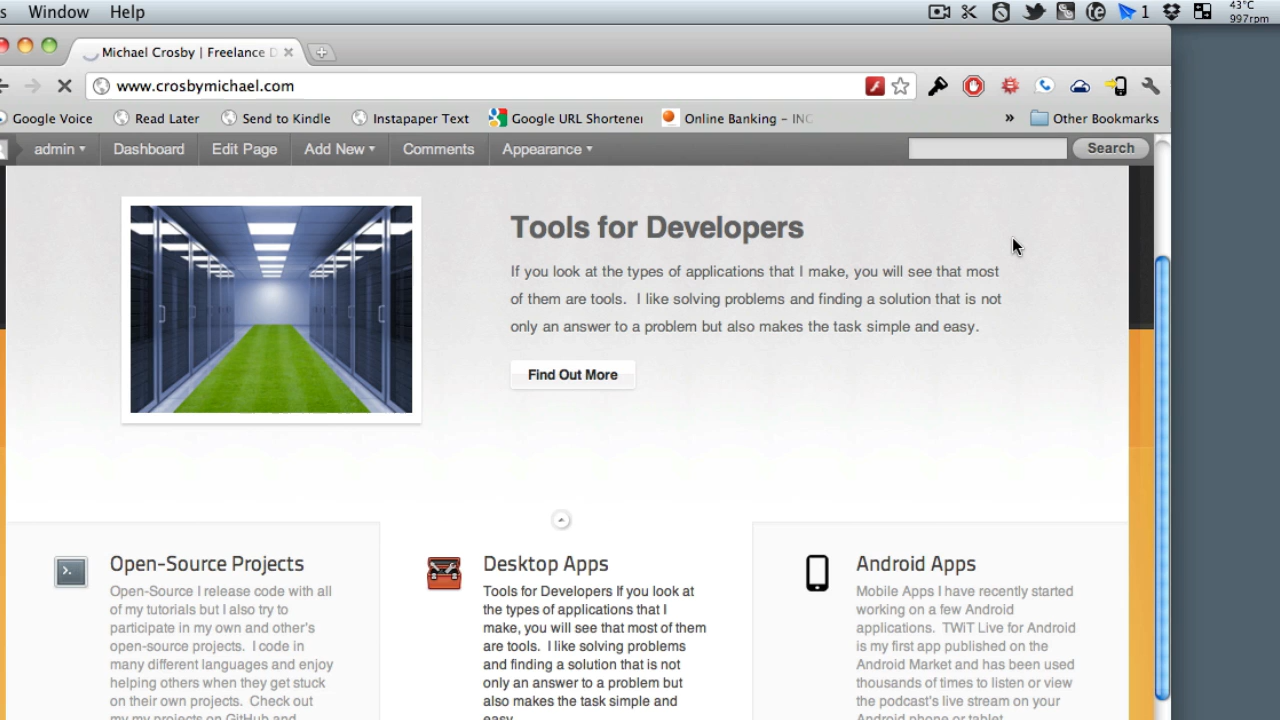 s Window Help 1 43°C
997rpm
Michael Crosby | Freelance D
www.crosbymichael.com
Google Voice Read Later Send to Kindle Instapaper Text Google URL Shortener Online Banking - ING » Other Bookmarks
admin Dashboard Edit Page Add New Comments Appearance Search
Tools for Developers
If you look at the types of applications that I make, you will see that most
of them are tools. I like solving problems and finding a solution that is not
only an answer to a problem but also makes the task simple and easy.
Find Out More
Open-Source Projects
Open-Source I release code with all
of my tutorials but I also try to
participate in my own and other's
open-source projects. I code in
many different languages and enjoy
helping others when they get stuck
on their own projects. Check out
my my projects on GitHub and
Desktop Apps
Tools for Developers If you look at
the types of applications that I
make, you will see that most of them
are tools. I like solving problems
and finding a solution that is not
only an answer to a problem but
also makes the task simple and
easy.
Android Apps
Mobile Apps I have recently started
working on a few Android
applications. TWiT Live for Android
is my first app published on the
Android Market and has been used
thousands of times to listen or view
the podcast's live stream on your
Android phone or tablet